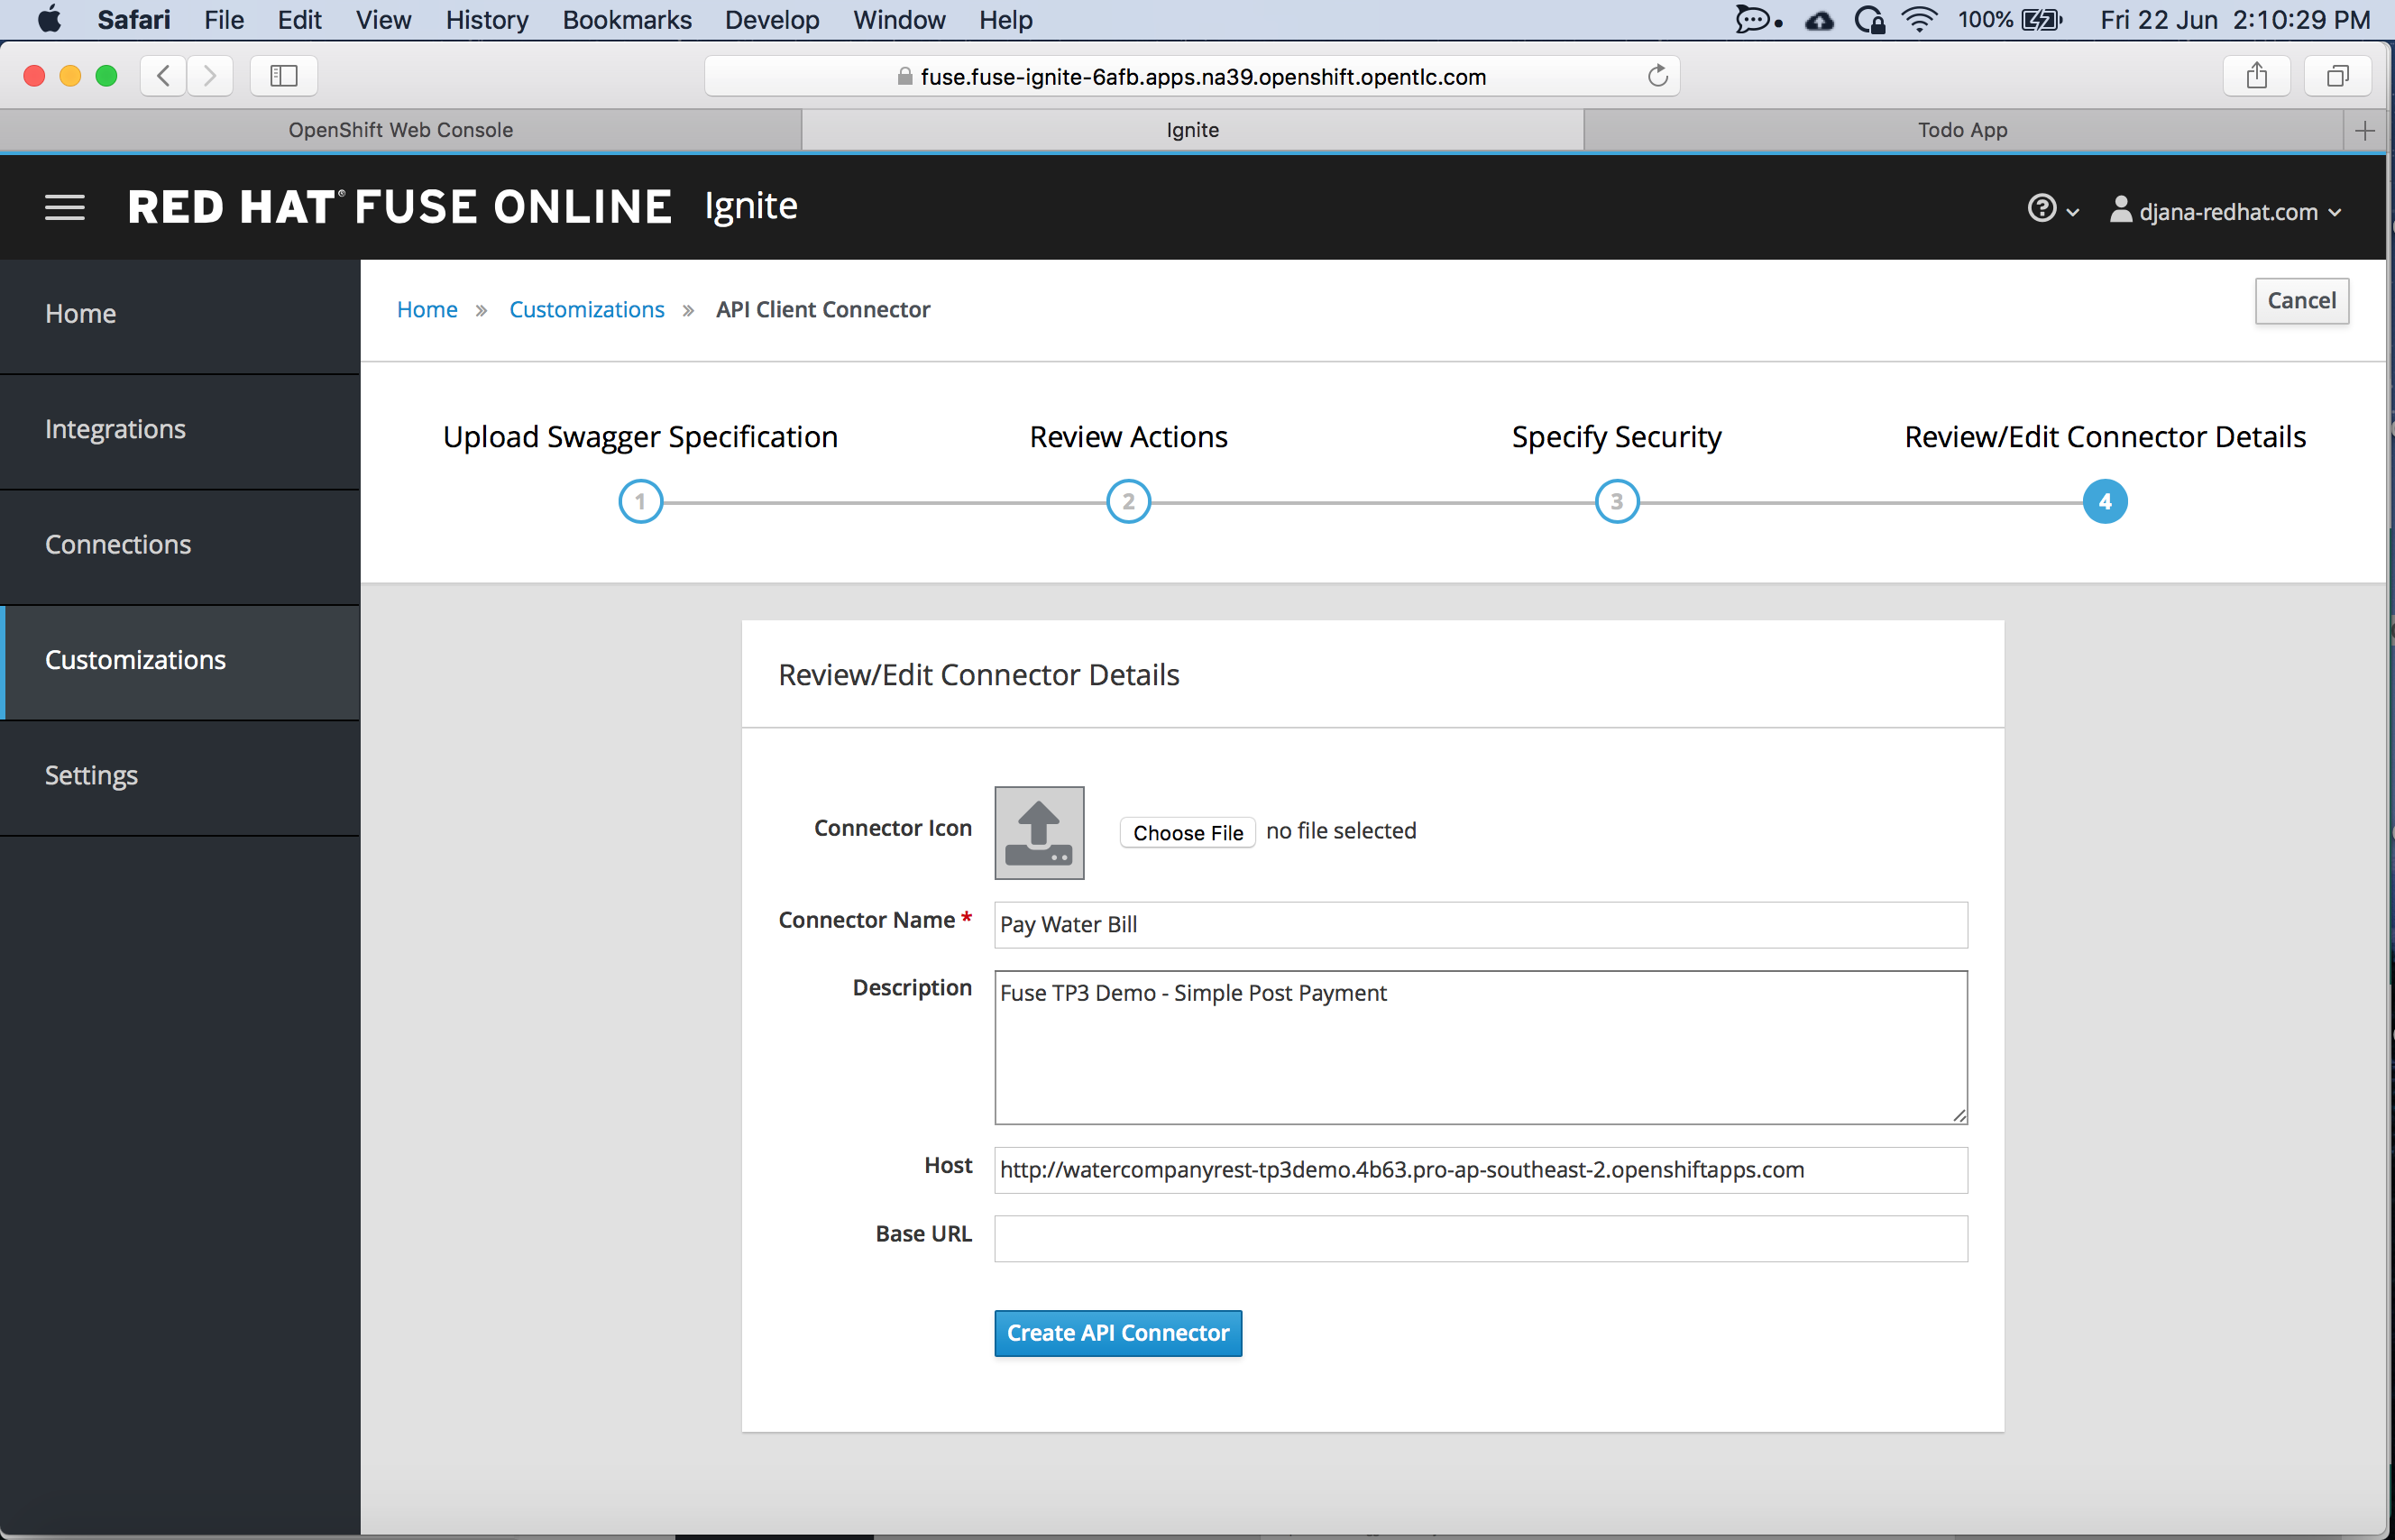 Safari File Edit View History Bookmarks Develop Window Help 100% Fri 22 Jun 2:10:29 PM
fuse.fuse-ignite-6afb.apps.na39.openshift.opentlc.com
OpenShift Web Console Ignite Todo App
RED HAT® FUSE ONLINE Ignite djana-redhat.com
Home
Integrations
Connections
Customizations
Settings
Home » Customizations » API Client Connector Cancel
Upload Swagger Specification Review Actions Specify Security Review/Edit Connector Details
1 2 3 4
Review/Edit Connector Details
Connector Icon Choose File no file selected
Connector Name * Pay Water Bill
Description Fuse TP3 Demo - Simple Post Payment
Host http://watercompanyrest-tp3demo.4b63.pro-ap-southeast-2.openshiftapps.com
Base URL
Create API Connector